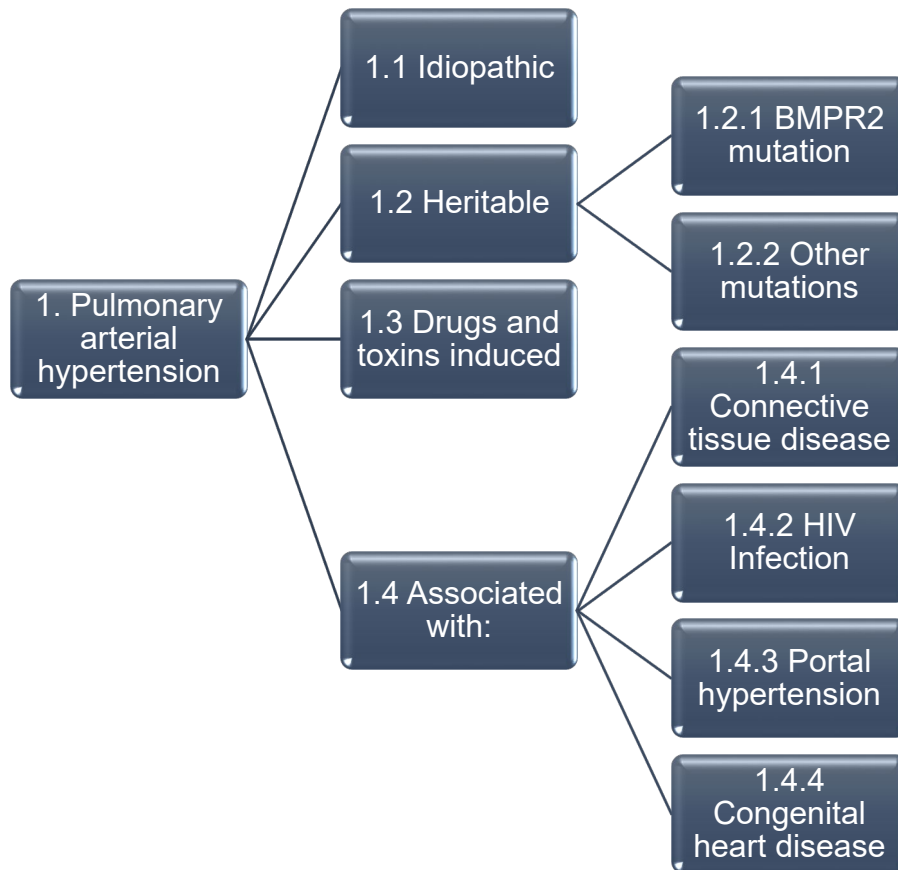 1. Pulmonary
arterial
hypertension
1.1 Idiopathic
1.2 Heritable
1.2.1 BMPR2
mutation
1.2.2 Other
mutations
1.3 Drugs and
toxins induced
1.4 Associated
with:
1.4.1
Connective
tissue disease
1.4.2 HIV
Infection
1.4.3 Portal
hypertension
1.4.4
Congenital
heart disease